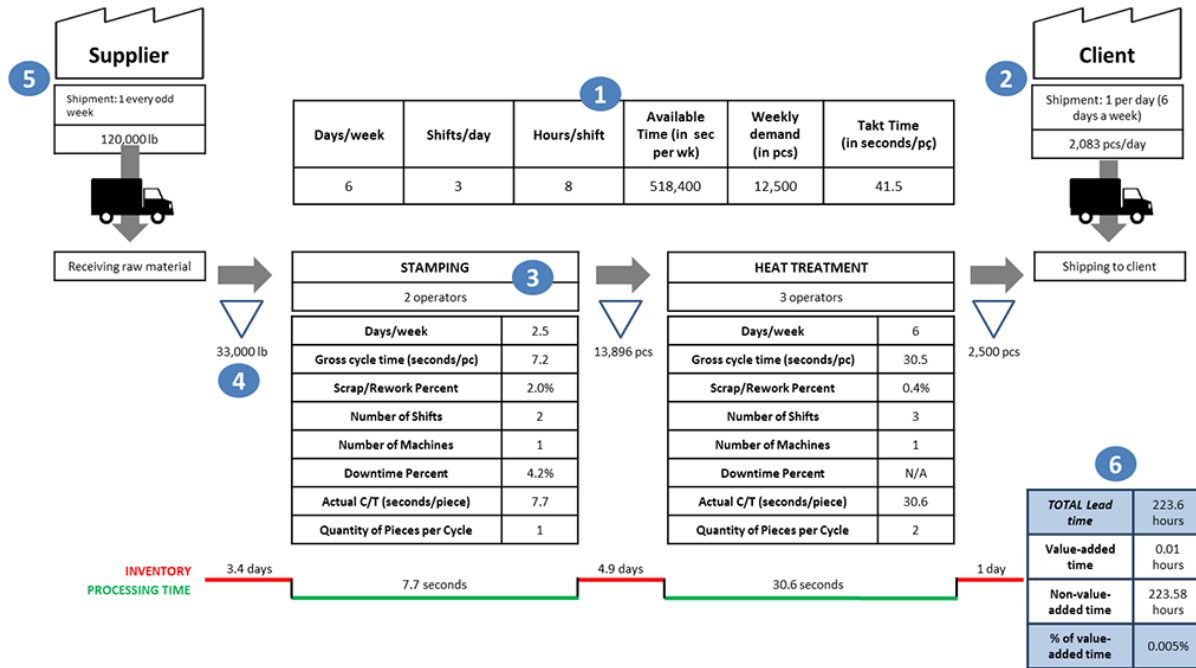 Supplier
5
Shipment: 1 every odd
week
120,000 lb
Receiving raw material
1
Days/week
Shifts/day
Hours/shift
Available
Time (in sec
per wk)
Weekly
demand
(in pcs)
Takt Time
(in seconds/pç)
6
3
8
518,400
12,500
41.5
Client
2
Shipment: 1 per day (6
days a week)
2,083 pcs/day
Shipping to client
33,000 lb
4
STAMPING
3
2 operators
Days/week 2.5
Gross cycle time (seconds/pc) 7.2
Scrap/Rework Percent 2.0%
Number of Shifts 2
Number of Machines 1
Downtime Percent 4.2%
Actual C/T (seconds/piece) 7.7
Quantity of Pieces per Cycle 1
13,896 pcs
HEAT TREATMENT
3 operators
Days/week 6
Gross cycle time (seconds/pc) 30.5
Scrap/Rework Percent 0.4%
Number of Shifts 3
Number of Machines 1
Downtime Percent N/A
Actual C/T (seconds/piece) 30.6
Quantity of Pieces per Cycle 2
2,500 pcs
INVENTORY
PROCESSING TIME
3.4 days
7.7 seconds
4.9 days
30.6 seconds
1 day
6
TOTAL Lead
time
223.6
hours
Value-added
time
0.01
hours
Non-value-
added time
223.58
hours
% of value-
added time
0.005%